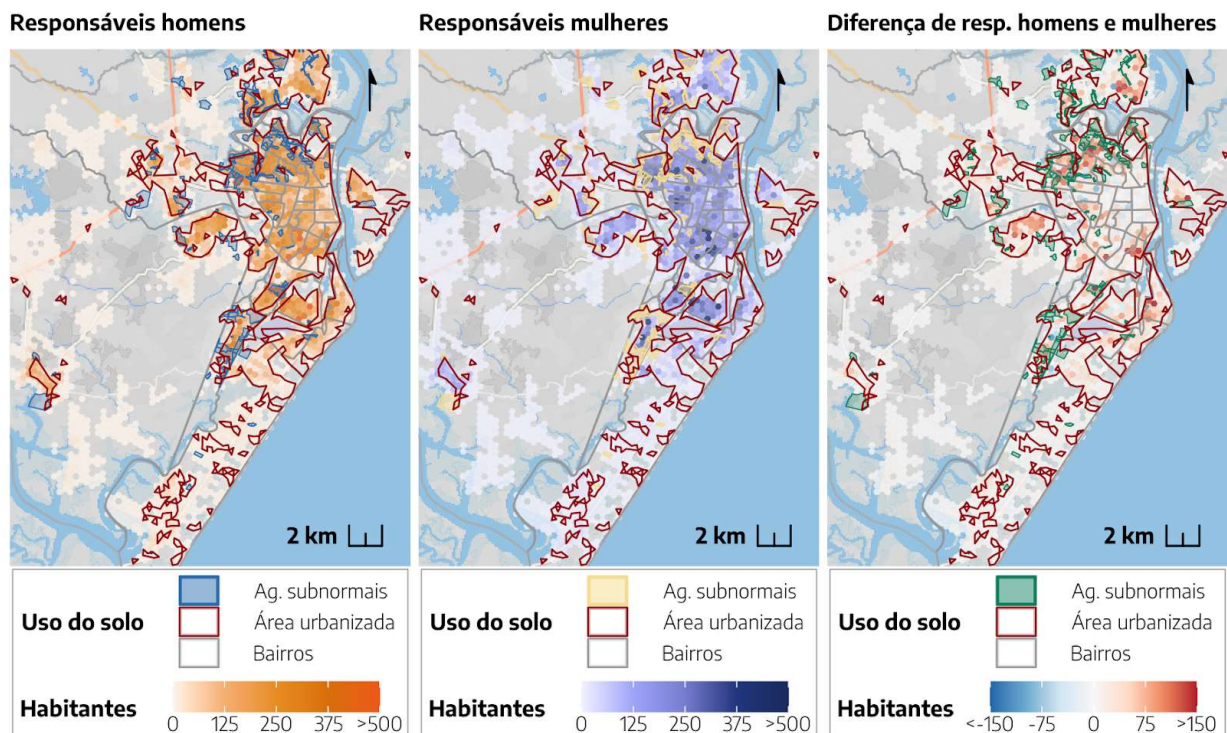 Responsáveis homens
Responsáveis mulheres
Diferença de resp. homens e mulheres
2 km
2 km
2 km
Uso do solo
Ag. subnormais
Área urbanizada
Bairros
Habitantes
0 125 250 375 >500
Uso do solo
Ag. subnormais
Área urbanizada
Bairros
Habitantes
0 125 250 375 >500
Uso do solo
Ag. subnormais
Área urbanizada
Bairros
Habitantes
<-150 -75 0 75 >150